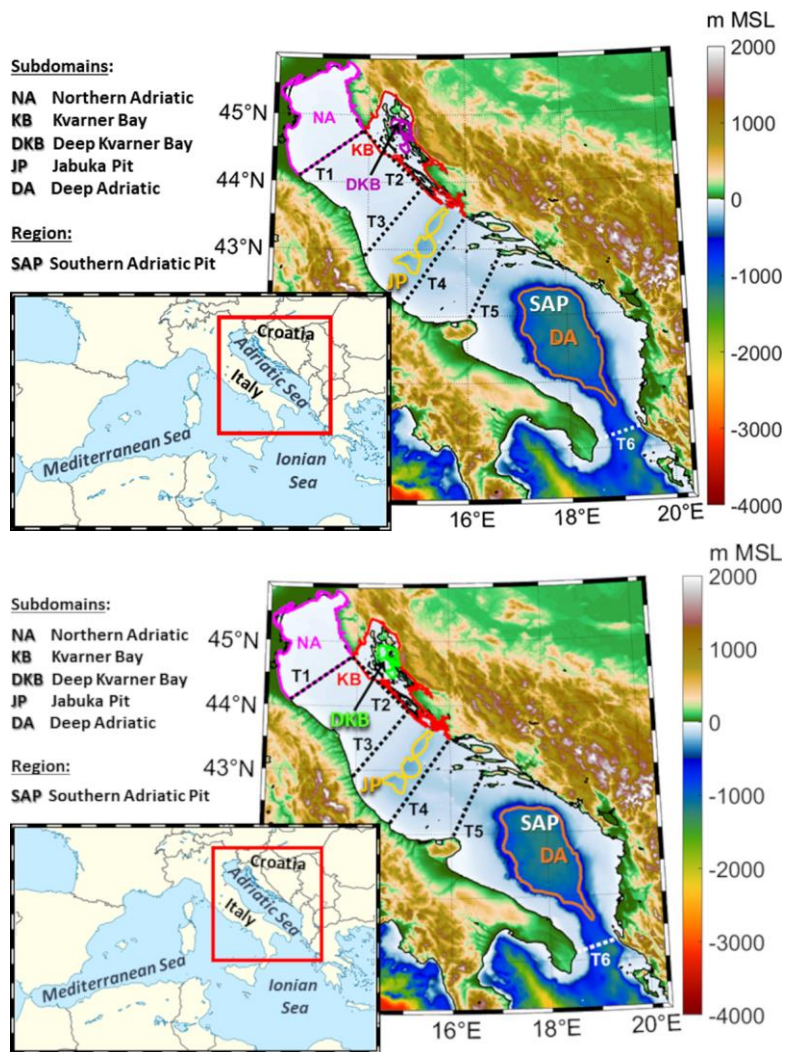 m MSL
Subdomains:
NA Northern Adriatic
KB Kvarner Bay
DKB Deep Kvarner Bay
JP Jabuka Pit
DA Deep Adriatic
Region:
SAP Southern Adriatic Pit
45°N
44°N
43°N
NA
KB
T1
T2
DKB
T3
JP
T4
T5
SAP
DA
T6
16°E
18°E
20°E
2000
1000
0
-1000
-2000
-3000
-4000
Croatia
Adriatic Sea
Italy
Mediterranean Sea
Ionian
Sea
m MSL
Subdomains:
NA Northern Adriatic
KB Kvarner Bay
DKB Deep Kvarner Bay
JP Jabuka Pit
DA Deep Adriatic
Region:
SAP Southern Adriatic Pit
45°N
44°N
43°N
NA
T1
KB
T2
DKB
T3
JP
T4
T5
SAP
DA
T6
16°E
18°E
20°E
2000
1000
0
-1000
-2000
-3000
-4000
Croatia
Adriatic Sea
Italy
Mediterranean Sea
Ionian
Sea